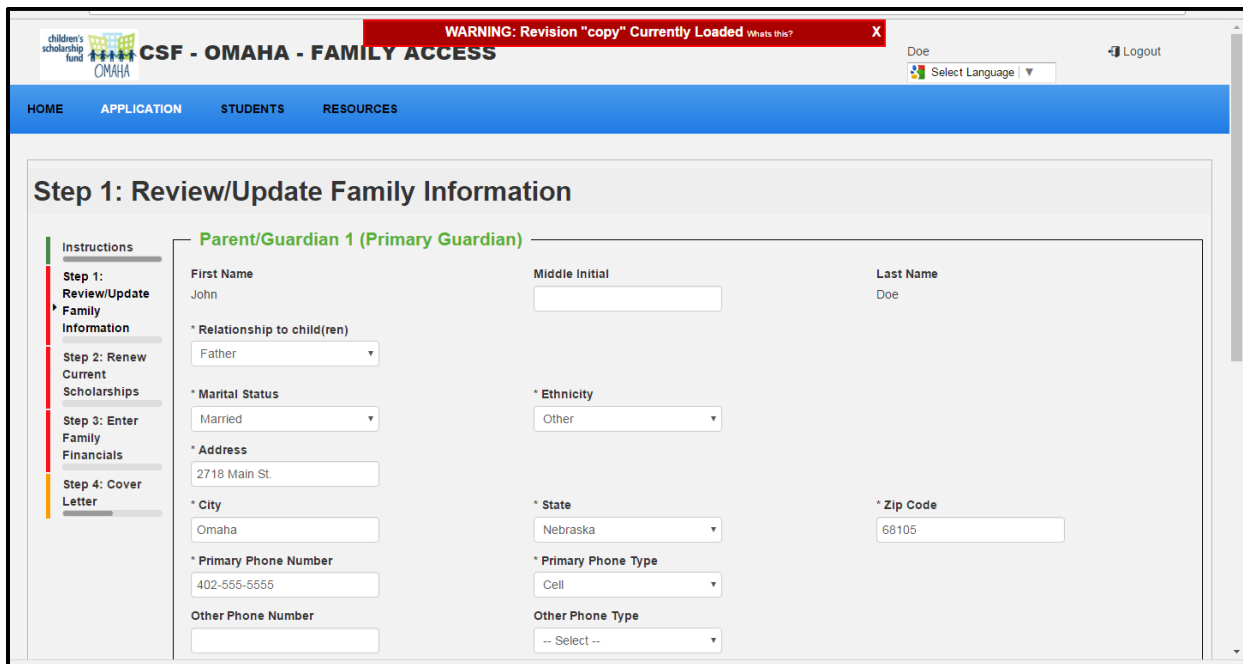 WARNING: Revision "copy" Currently Loaded Whats this? X
children's
scholarship
fund
OMAHA
CSF - OMAHA - FAMILY ACCESS
Doe
Logout
Select Language ▼
HOME APPLICATION STUDENTS RESOURCES
Step 1: Review/Update Family Information
Instructions
Step 1:
Review/Update
Family
Information
Step 2: Renew
Current
Scholarships
Step 3: Enter
Family
Financials
Step 4: Cover
Letter
Parent/Guardian 1 (Primary Guardian)
First Name Middle Initial Last Name
John Doe
* Relationship to child(ren)
Father
* Marital Status * Ethnicity
Married Other
* Address
2718 Main St.
* City * State * Zip Code
Omaha Nebraska 68105
* Primary Phone Number * Primary Phone Type
402-555-5555 Cell
Other Phone Number Other Phone Type
-- Select --